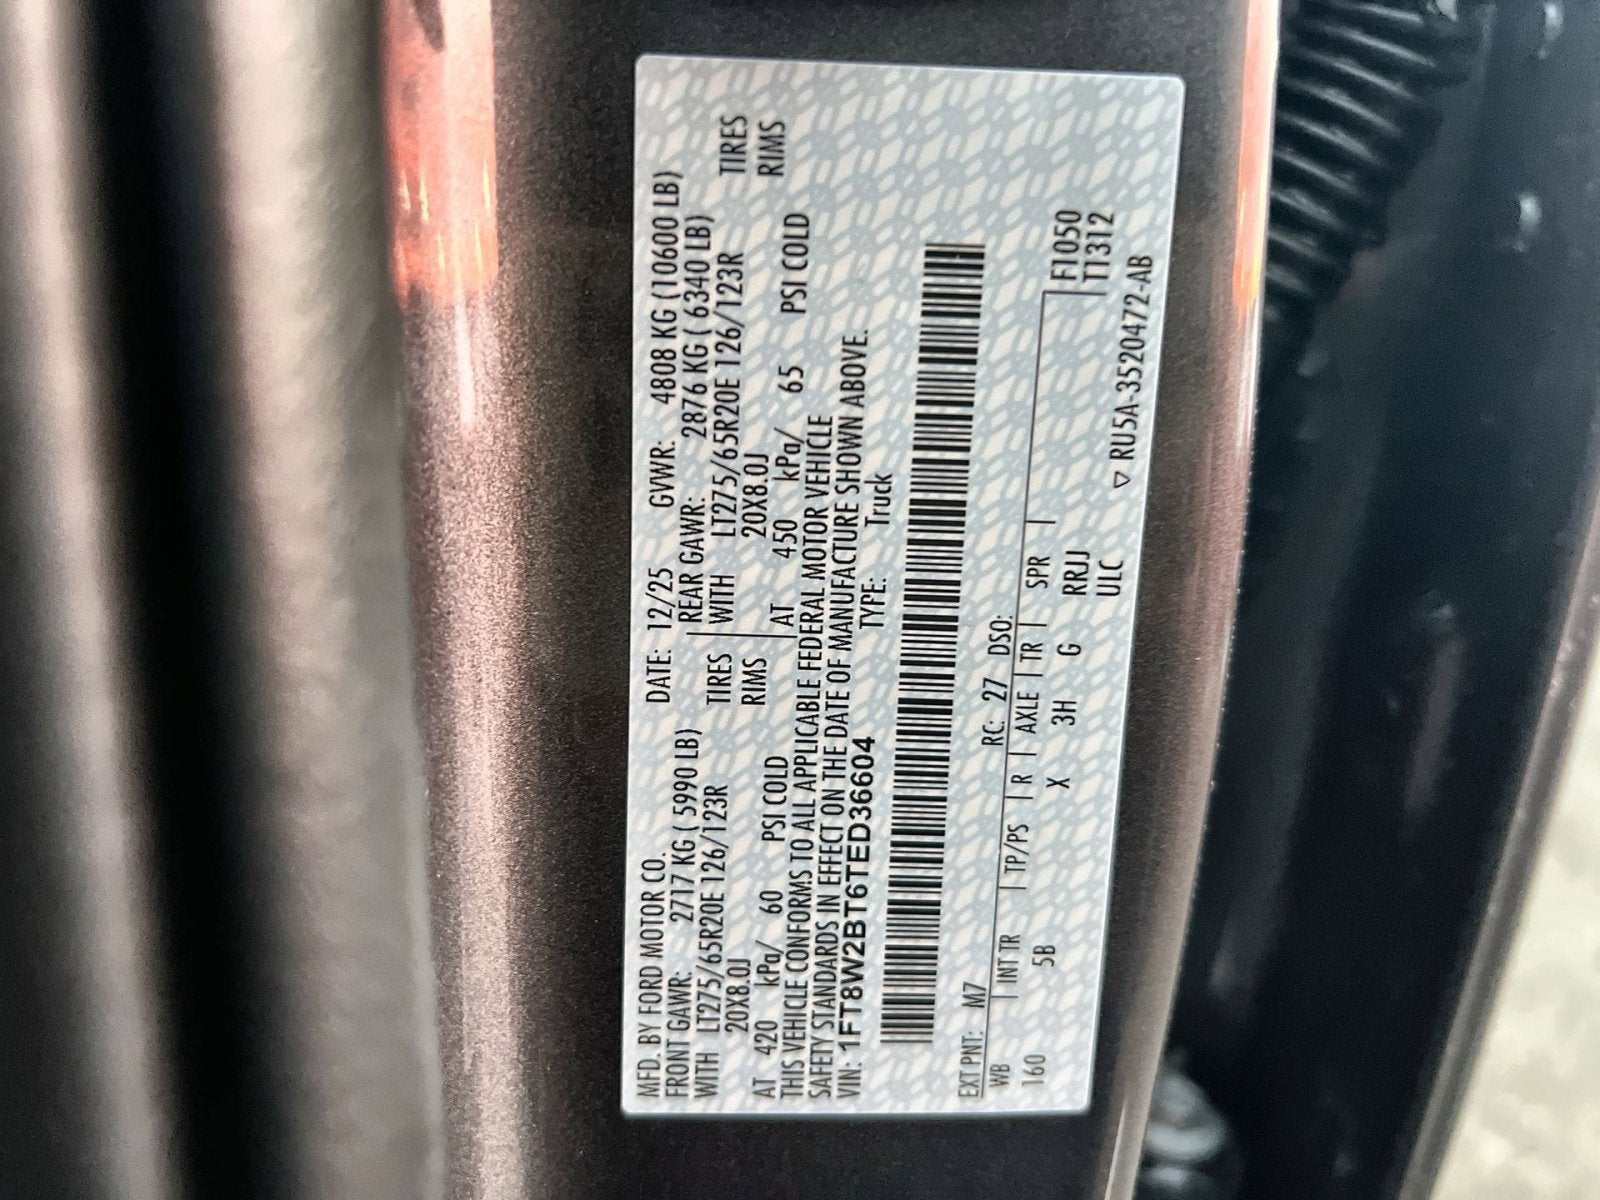 MFD. BY FORD MOTOR CO. DATE: 12/25 GVWR: 4808 KG (10600 LB)
FRONT GAWR: 2717 KG ( 5990 LB) REAR GAWR: 2876 KG ( 6340 LB)
WITH LT275/65R20E 126/123R TIRES WITH LT275/65R20E 126/123R TIRES
20X8.0J RIMS 20X8.0J RIMS
AT 420 kPa/ 60 PSI COLD AT 450 kPa/ 65 PSI COLD
THIS VEHICLE CONFORMS TO ALL APPLICABLE FEDERAL MOTOR VEHICLE
SAFETY STANDARDS IN EFFECT ON THE DATE OF MANUFACTURE SHOWN ABOVE.
VIN: 1FT8W2BT6TED36604 TYPE: Truck
EXT PNT: M7 RC: 27 DSO:
WB INT TR TP/PS R AXLE TR SPR F1050
160 5B X 3H G RRJJ T1312
ULC ▽ RU5A-3520472-AB